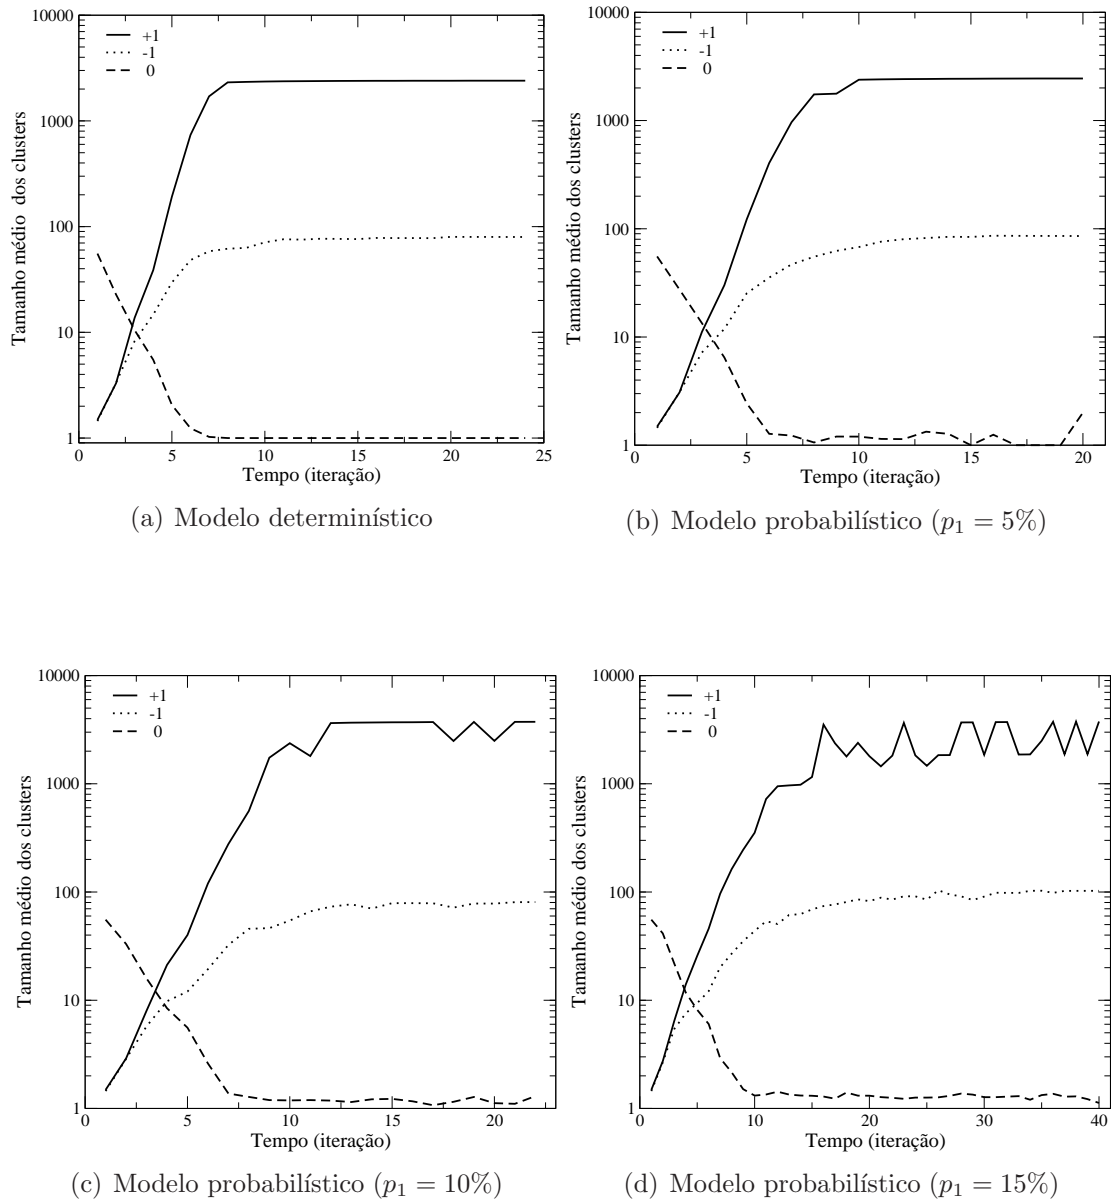 10000
1000
100
10
1
+1
-1
0
Tamanho médio dos clusters
0 5 10 15 20 25
Tempo (iteração)
(a) Modelo determinístico
10000
1000
100
10
1
+1
-1
0
Tamanho médio dos clusters
0 5 10 15 20
Tempo (iteração)
(b) Modelo probabilístico (p₁ = 5%)
10000
1000
100
10
1
+1
-1
0
Tamanho médio dos clusters
0 5 10 15 20
Tempo (iteração)
(c) Modelo probabilístico (p₁ = 10%)
10000
1000
100
10
1
+1
-1
0
Tamanho médio dos clusters
0 10 20 30 40
Tempo (iteração)
(d) Modelo probabilístico (p₁ = 15%)